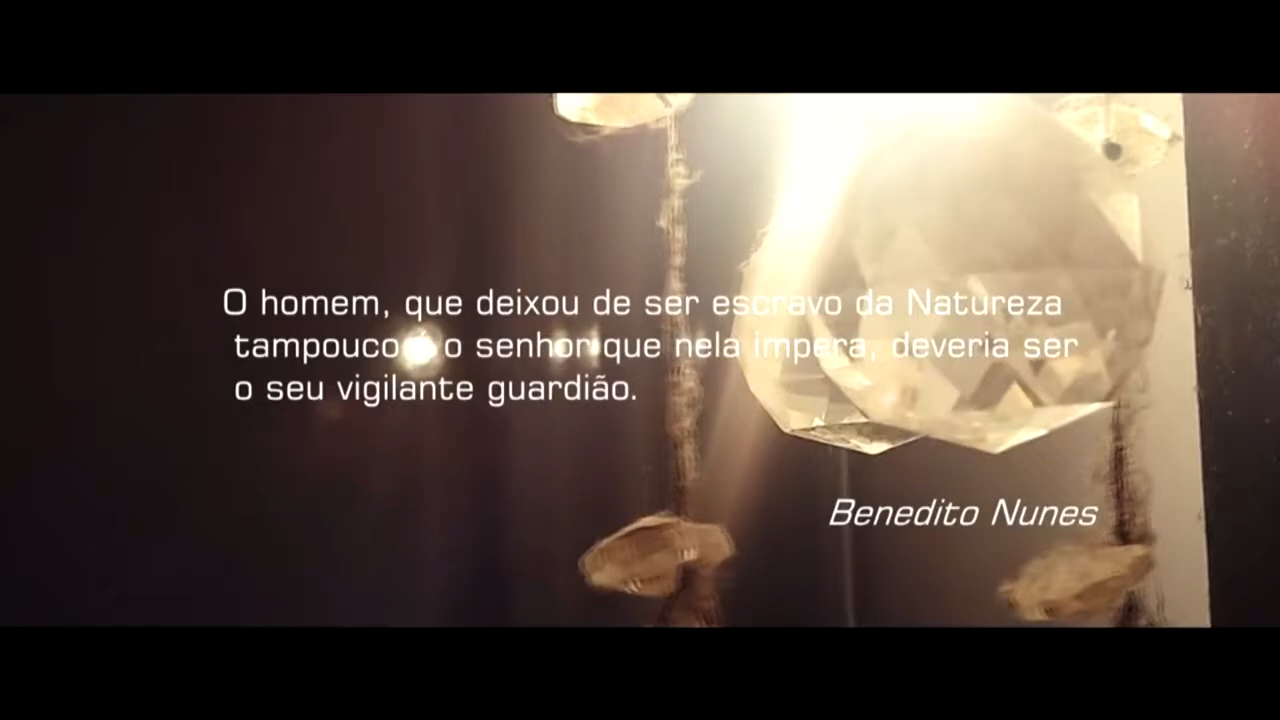 O homem, que deixou de ser escravo da Natureza
tampouco é o senhor que nela impera, deveria ser
o seu vigilante guardião.
Benedito Nunes